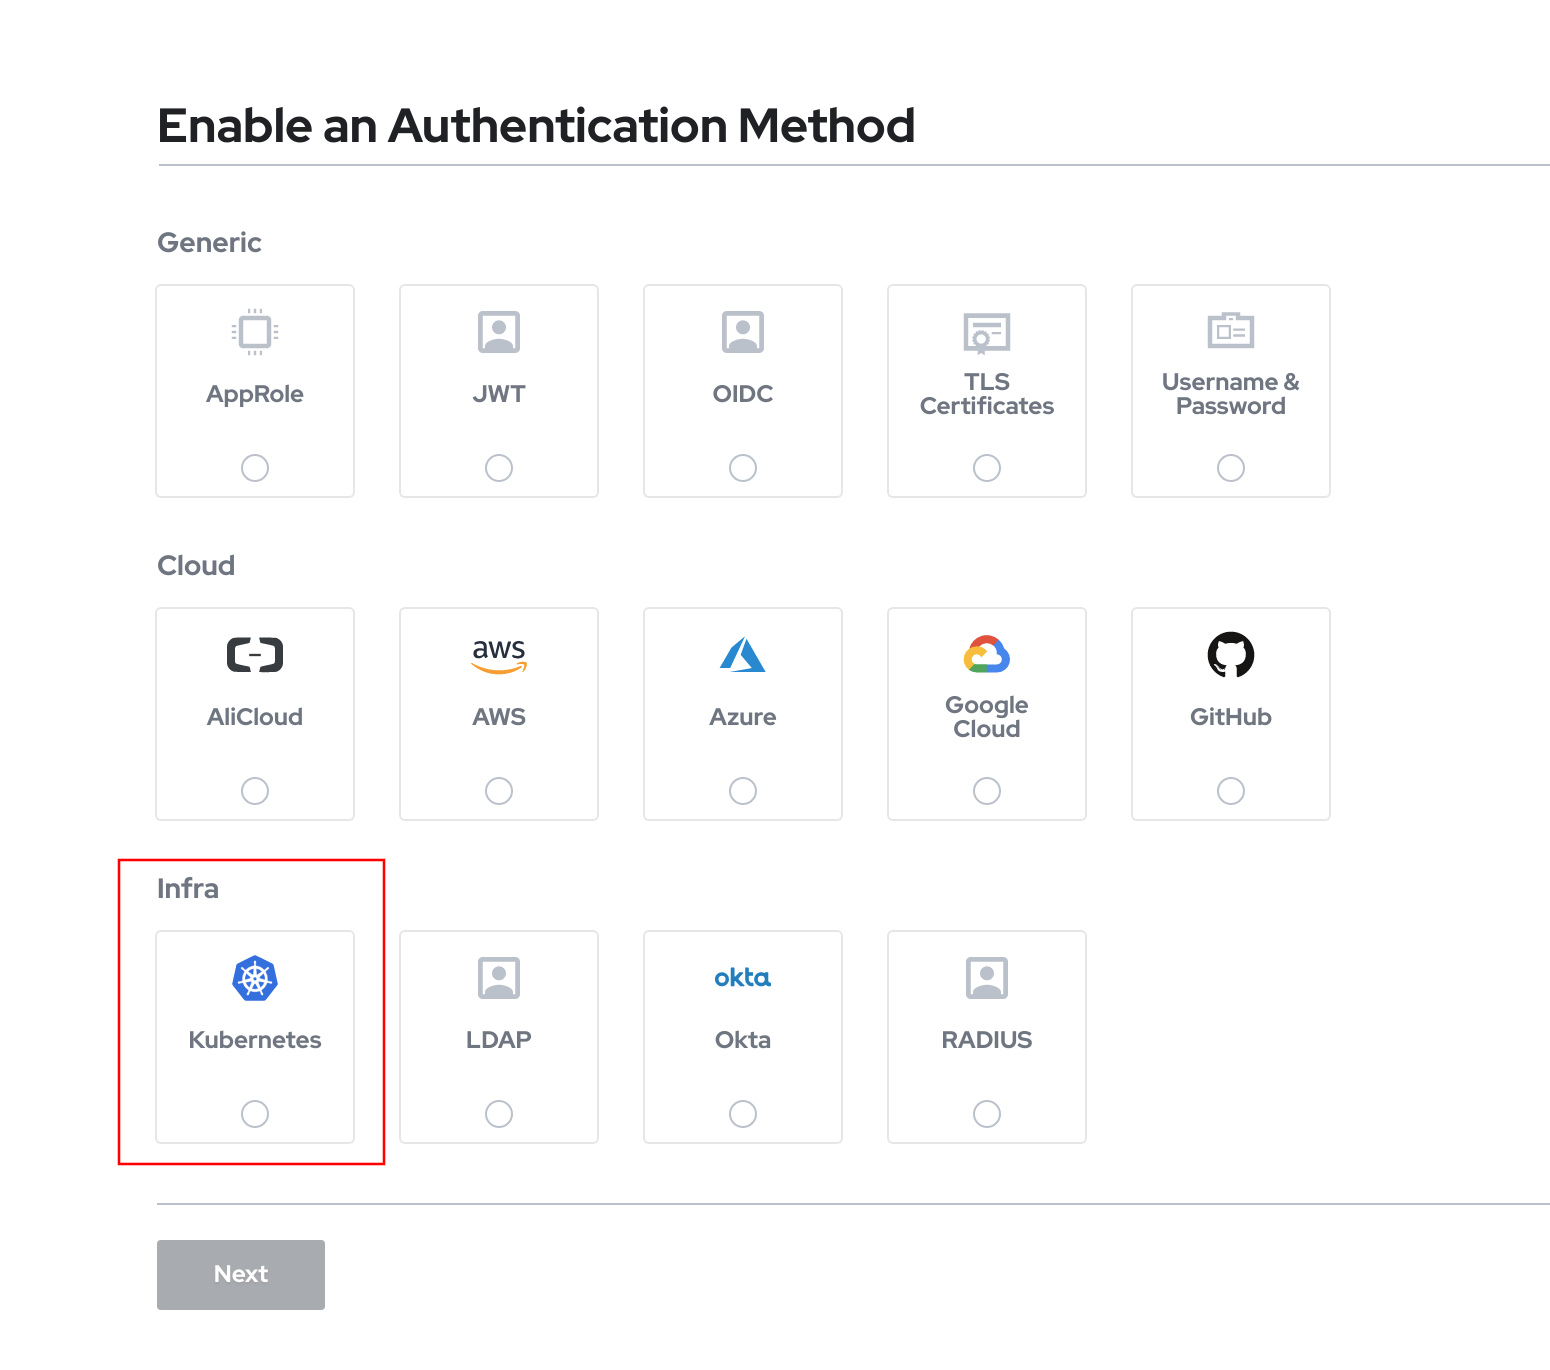 Enable an Authentication Method
Generic
AppRole
JWT
OIDC
TLS
Certificates
Username &
Password
Cloud
aws
AliCloud
AWS
Azure
Google
Cloud
GitHub
Infra
okta
Kubernetes
LDAP
Okta
RADIUS
Next